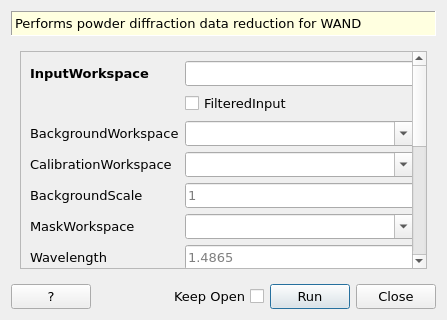 Performs powder diffraction data reduction for WAND
InputWorkspace
FilteredInput
BackgroundWorkspace
CalibrationWorkspace
BackgroundScale 1
MaskWorkspace
Wavelength 1.4865
? Keep Open Run Close